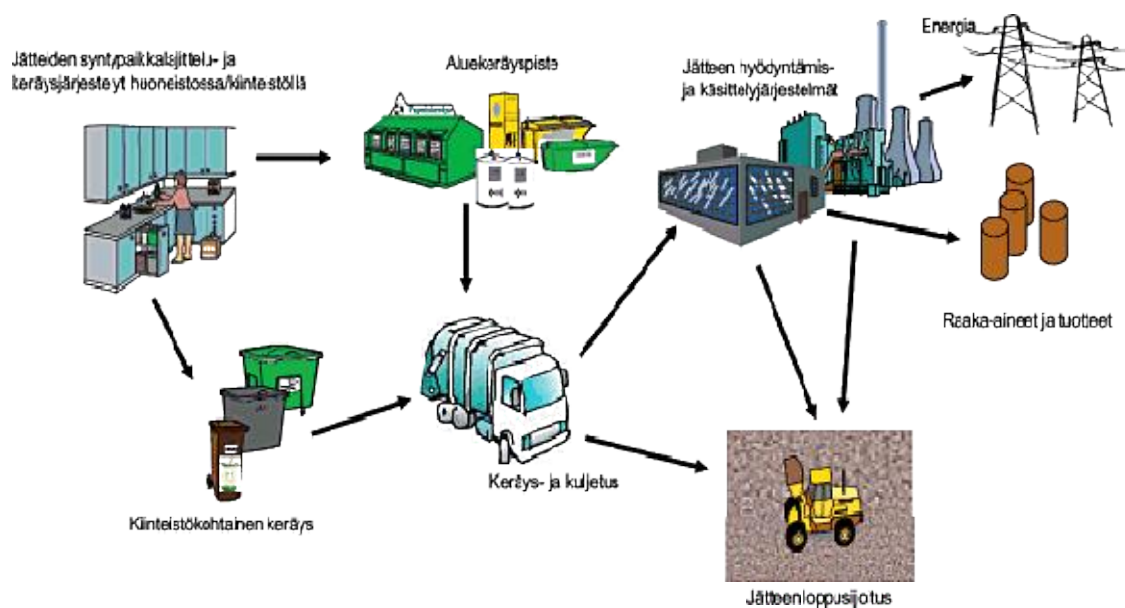 Jätteiden syntypaikkalajittelu- ja
keräysjärjesteyt huoneistossa/kiinteistöllä
Aluekeräyspiste
Jätteen hyödyntämis-
ja käsittelyjärjestelmät
Energia
Raaka-aineet ja tuotteet
Keräys- ja kuljetus
Kiinteistökohtainen keräys
Jätteenloppusijoitus